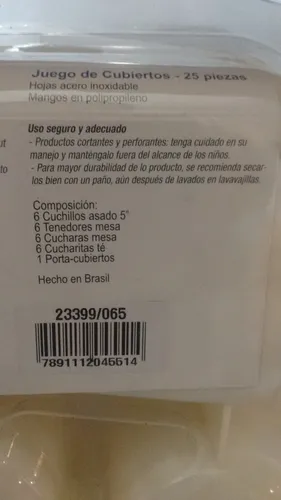 Juego de Cubiertos - 25 piezas
Hojas acero inoxidable
Mangos en polipropileno
Uso seguro y adecuado
- Productos cortantes y perforantes: tenga cuidado en su
manejo y manténgalo fuera del alcance de los niños.
- Para mayor durabilidad de lo producto, se recomienda secar-
los bien con un paño, aún después de lavados en lavavajillas.
ut
to
Composición:
6 Cuchillos asado 5"
6 Tenedores mesa
6 Cucharas mesa
6 Cucharitas té
1 Porta-cubiertos
Hecho en Brasil
23399/065
7891112045514